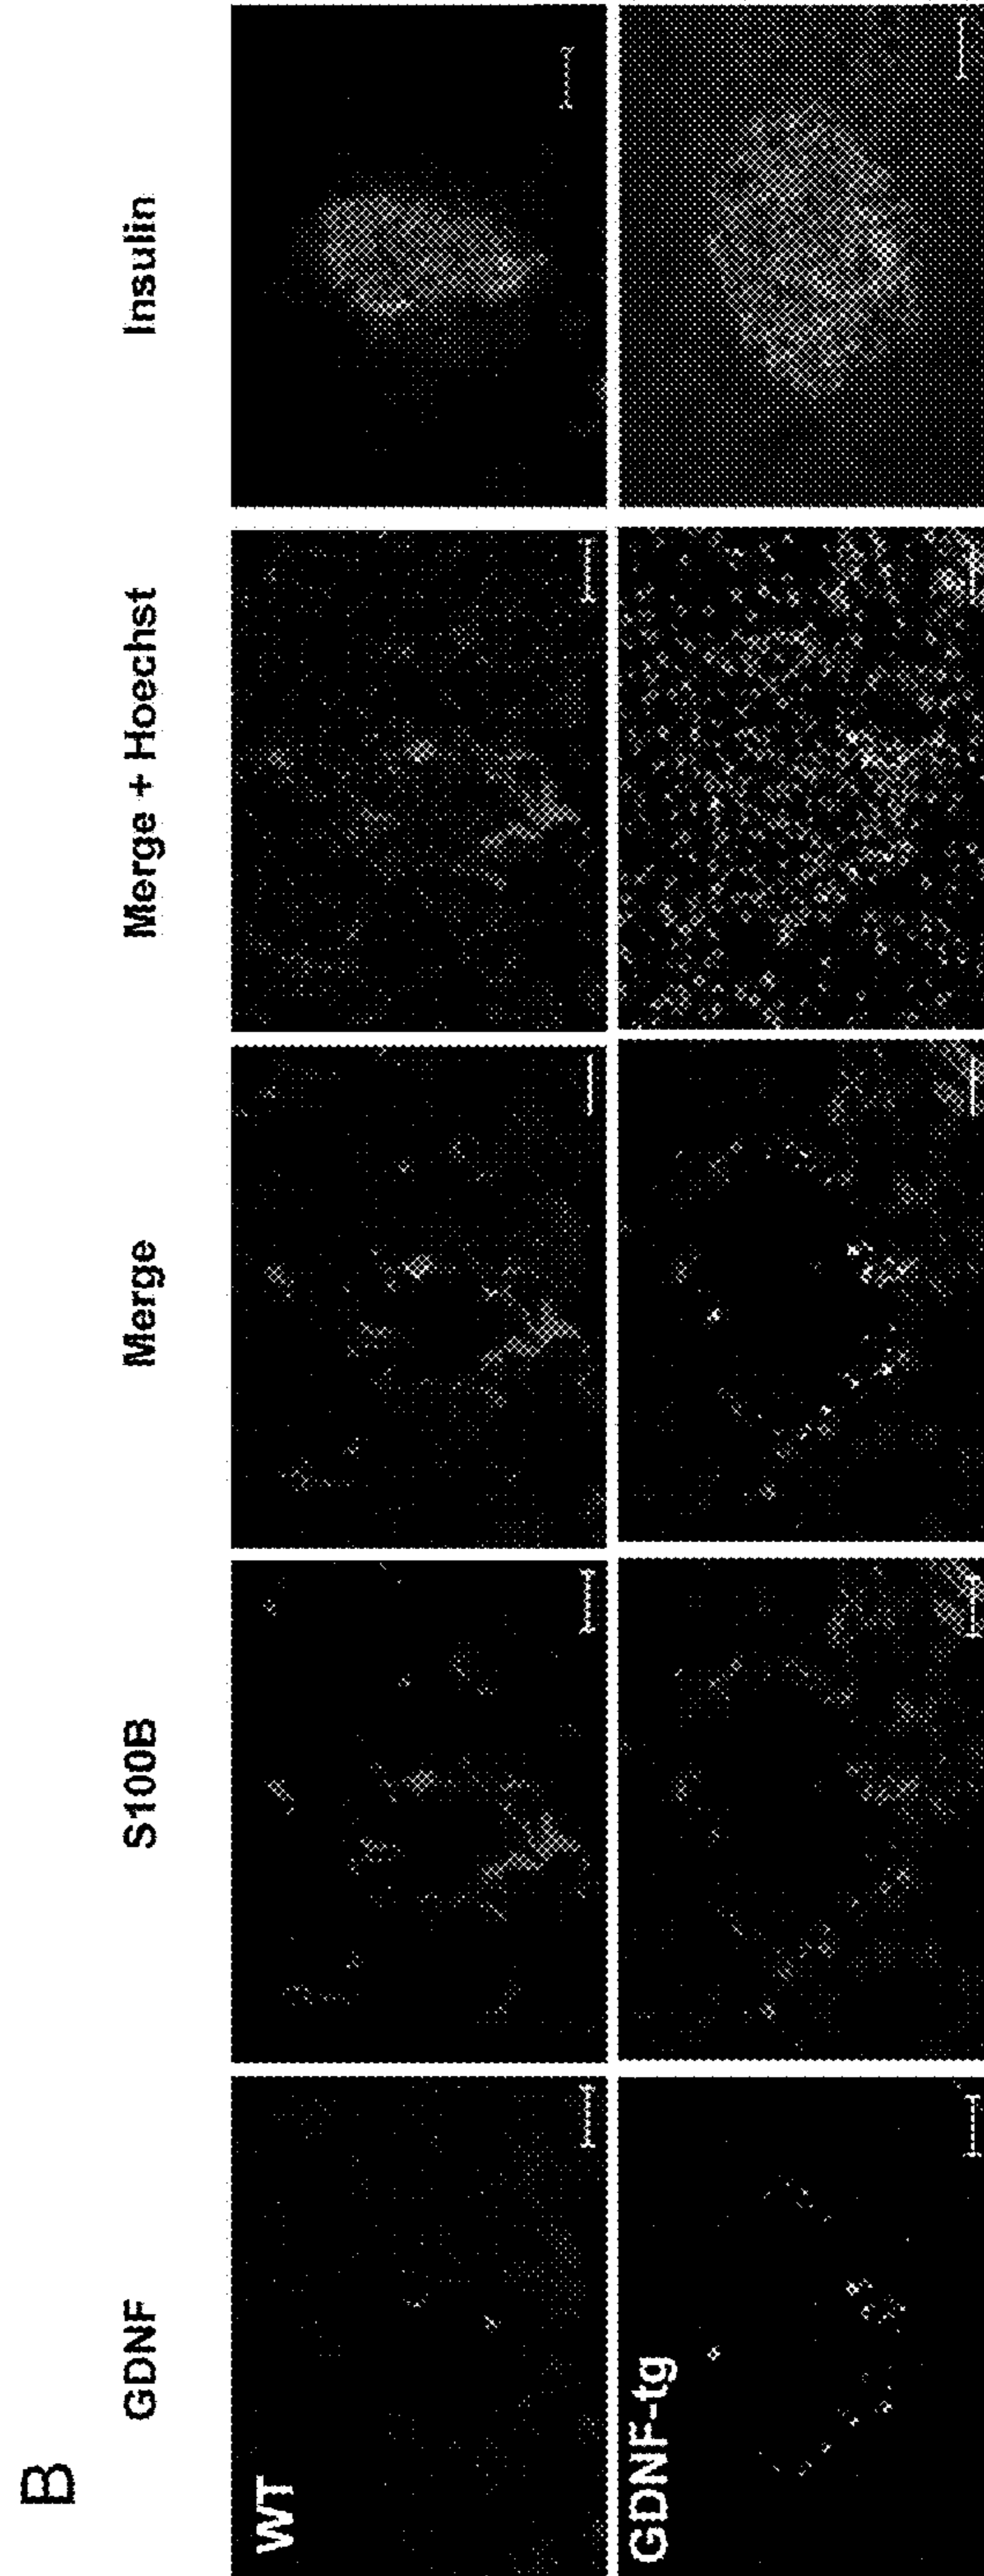 B
GDNF
S100B
Merge
Merge + Hoechst
Insulin
WT
GDNF-tg